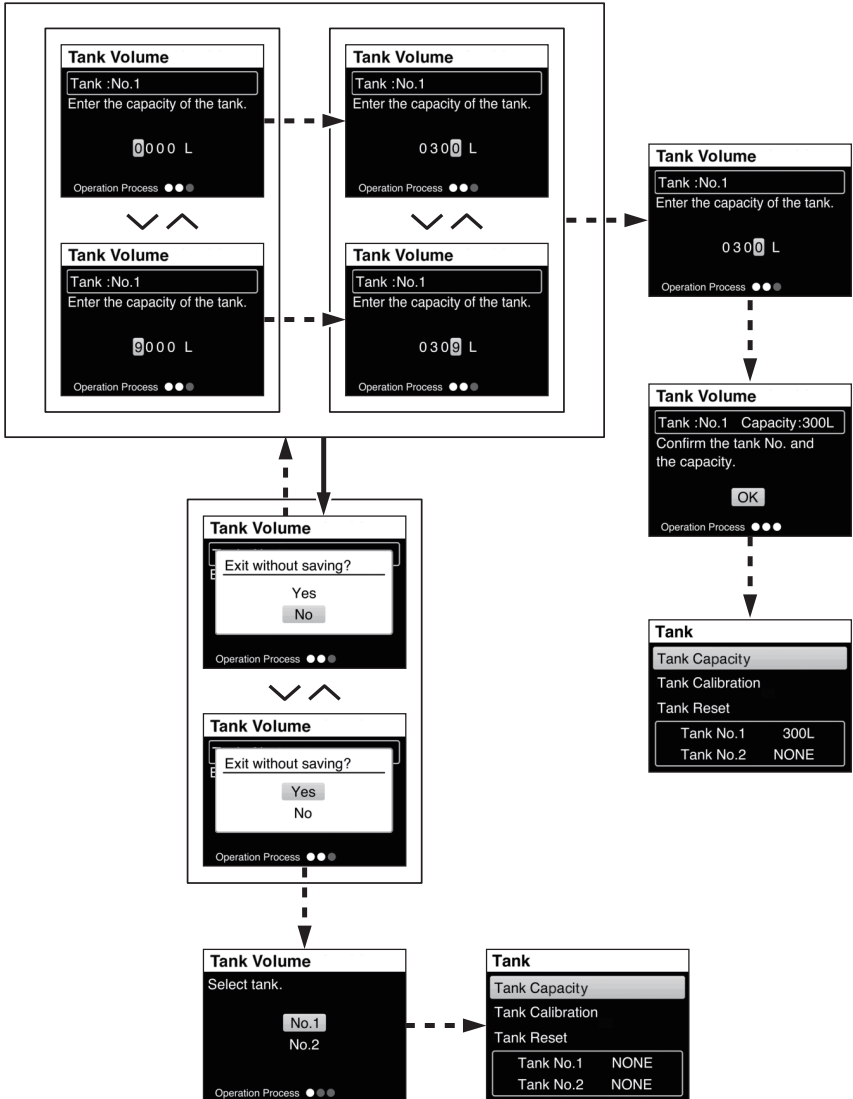 Tank Volume
Tank :No.1
Enter the capacity of the tank.
0000 L
Operation Process
Tank Volume
Tank :No.1
Enter the capacity of the tank.
9000 L
Operation Process
Tank Volume
Tank :No.1
Enter the capacity of the tank.
0300 L
Operation Process
Tank Volume
Tank :No.1
Enter the capacity of the tank.
0309 L
Operation Process
Tank Volume
Tank :No.1
Enter the capacity of the tank.
0300 L
Operation Process
Tank Volume
Tank :No.1 Capacity:300L
Confirm the tank No. and
the capacity.
OK
Operation Process
Tank
Tank Capacity
Tank Calibration
Tank Reset
Tank No.1 300L
Tank No.2 NONE
Tank Volume
Exit without saving?
Yes
No
Operation Process
Tank Volume
Exit without saving?
Yes
No
Operation Process
Tank Volume
Select tank.
No.1
No.2
Operation Process
Tank
Tank Capacity
Tank Calibration
Tank Reset
Tank No.1 NONE
Tank No.2 NONE